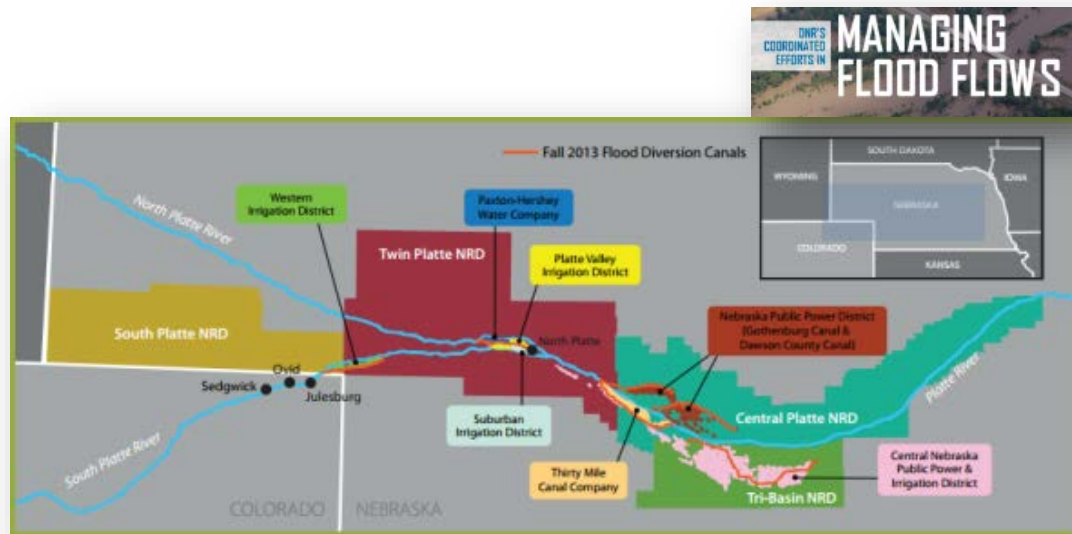 DNR'S
COORDINATED
EFFORTS IN
MANAGING
FLOOD FLOWS
Fall 2013 Flood Diversion Canals
SOUTH DAKOTA
WYOMING
IOWA
NEBRASKA
COLORADO
KANSAS
North Platte River
Western
Irrigation District
Paxton-Hershey
Water Company
Twin Platte NRD
Platte Valley
Irrigation District
South Platte NRD
Nebraska Public Power District
(Gothenburg Canal &
Dawson County Canal)
North Platte
Ovid
Sedgwick
Julesburg
Platte River
Suburban
Irrigation District
Central Platte NRD
South Platte River
Thirty Mile
Canal Company
Central Nebraska
Public Power &
Irrigation District
Tri-Basin NRD
COLORADO
NEBRASKA